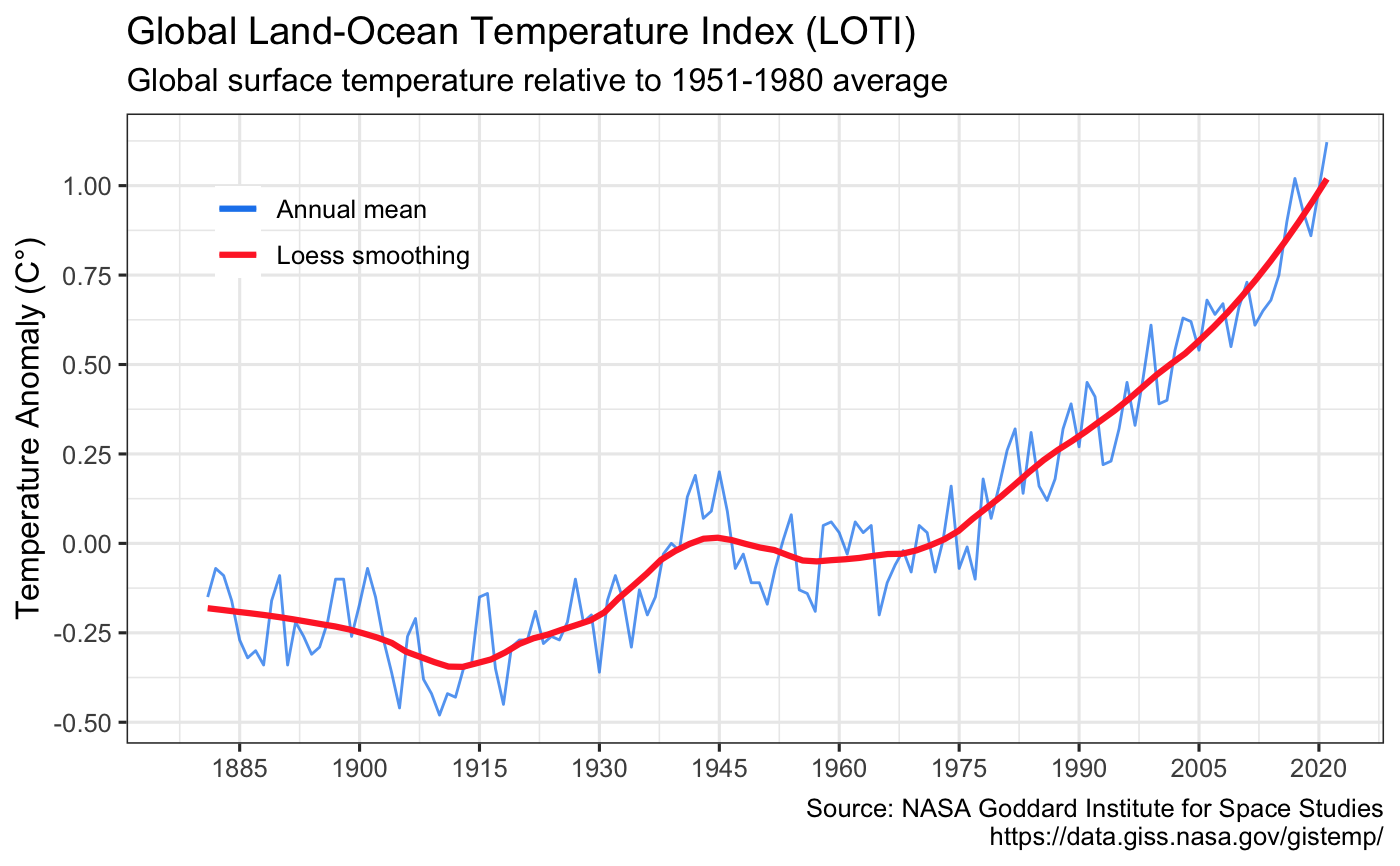 Global Land-Ocean Temperature Index (LOTI)
Global surface temperature relative to 1951-1980 average
Temperature Anomaly (C°)
1.00
0.75
0.50
0.25
0.00
-0.25
-0.50
Annual mean
Loess smoothing
1885 1900 1915 1930 1945 1960 1975 1990 2005 2020
Source: NASA Goddard Institute for Space Studies
https://data.giss.nasa.gov/gistemp/